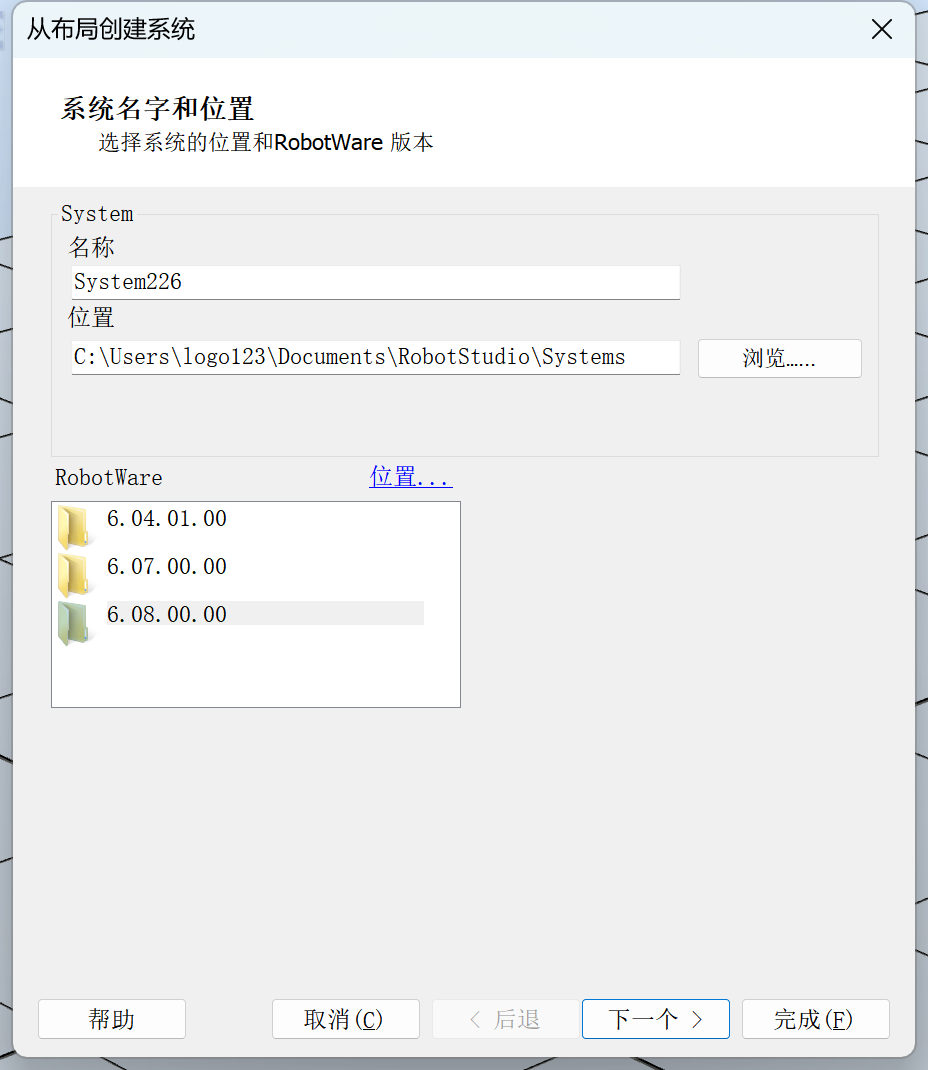 从布局创建系统
系统名字和位置
选择系统的位置和RobotWare 版本
System
名称
System226
位置
C:\Users\logo123\Documents\RobotStudio\Systems
浏览......
RobotWare
位置...
6.04.01.00
6.07.00.00
6.08.00.00
帮助
取消(C)
< 后退
下一个 >
完成(F)